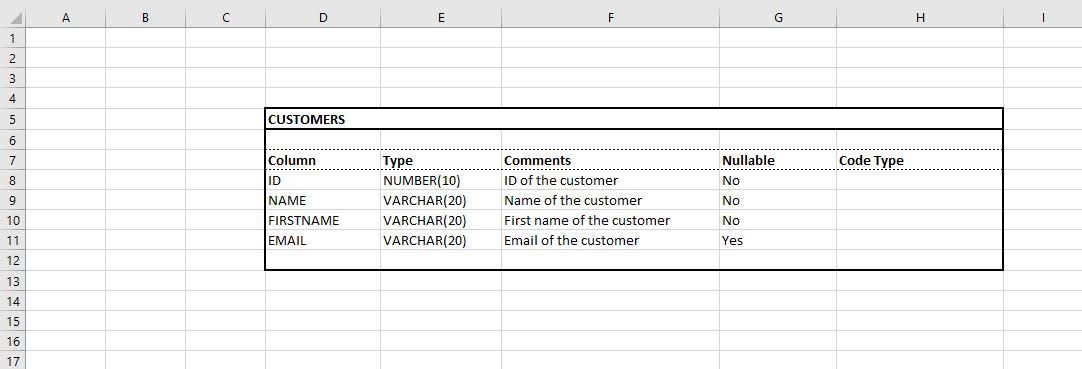 A B C D E F G H I
1
2
3
4
5 CUSTOMERS
6
7 Column Type Comments Nullable Code Type
8 ID NUMBER(10) ID of the customer No
9 NAME VARCHAR(20) Name of the customer No
10 FIRSTNAME VARCHAR(20) First name of the customer No
11 EMAIL VARCHAR(20) Email of the customer Yes
12
13
14
15
16
17